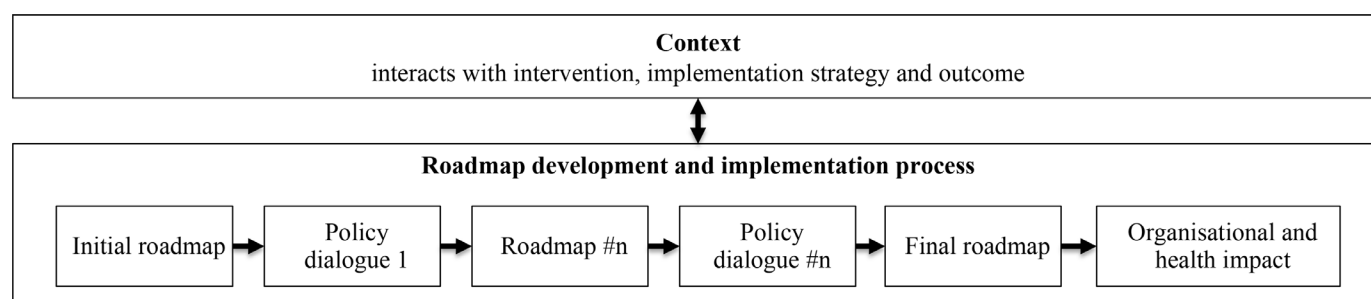 Context
interacts with intervention, implementation strategy and outcome
Roadmap development and implementation process
Initial roadmap
Policy
dialogue 1
Roadmap #n
Policy
dialogue #n
Final roadmap
Organisational and
health impact